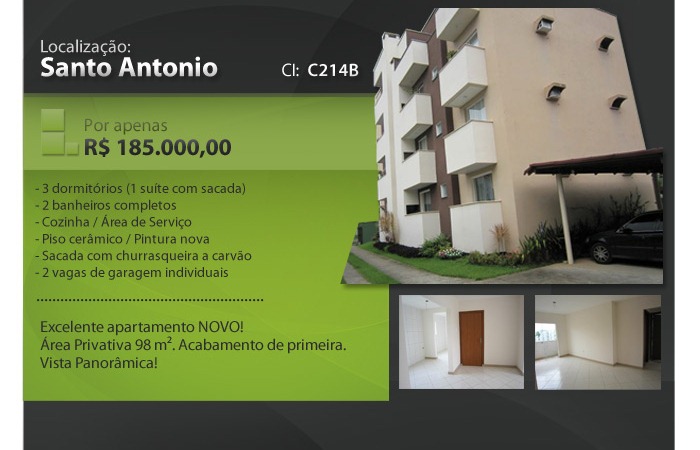 Localização:
Santo Antonio
CI: C214B
Por apenas
R$ 185.000,00
- 3 dormitórios (1 suíte com sacada)
- 2 banheiros completos
- Cozinha / Área de Serviço
- Piso cerâmico / Pintura nova
- Sacada com churrasqueira a carvão
- 2 vagas de garagem individuais
Excelente apartamento NOVO!
Área Privativa 98 m². Acabamento de primeira.
Vista Panorâmica!